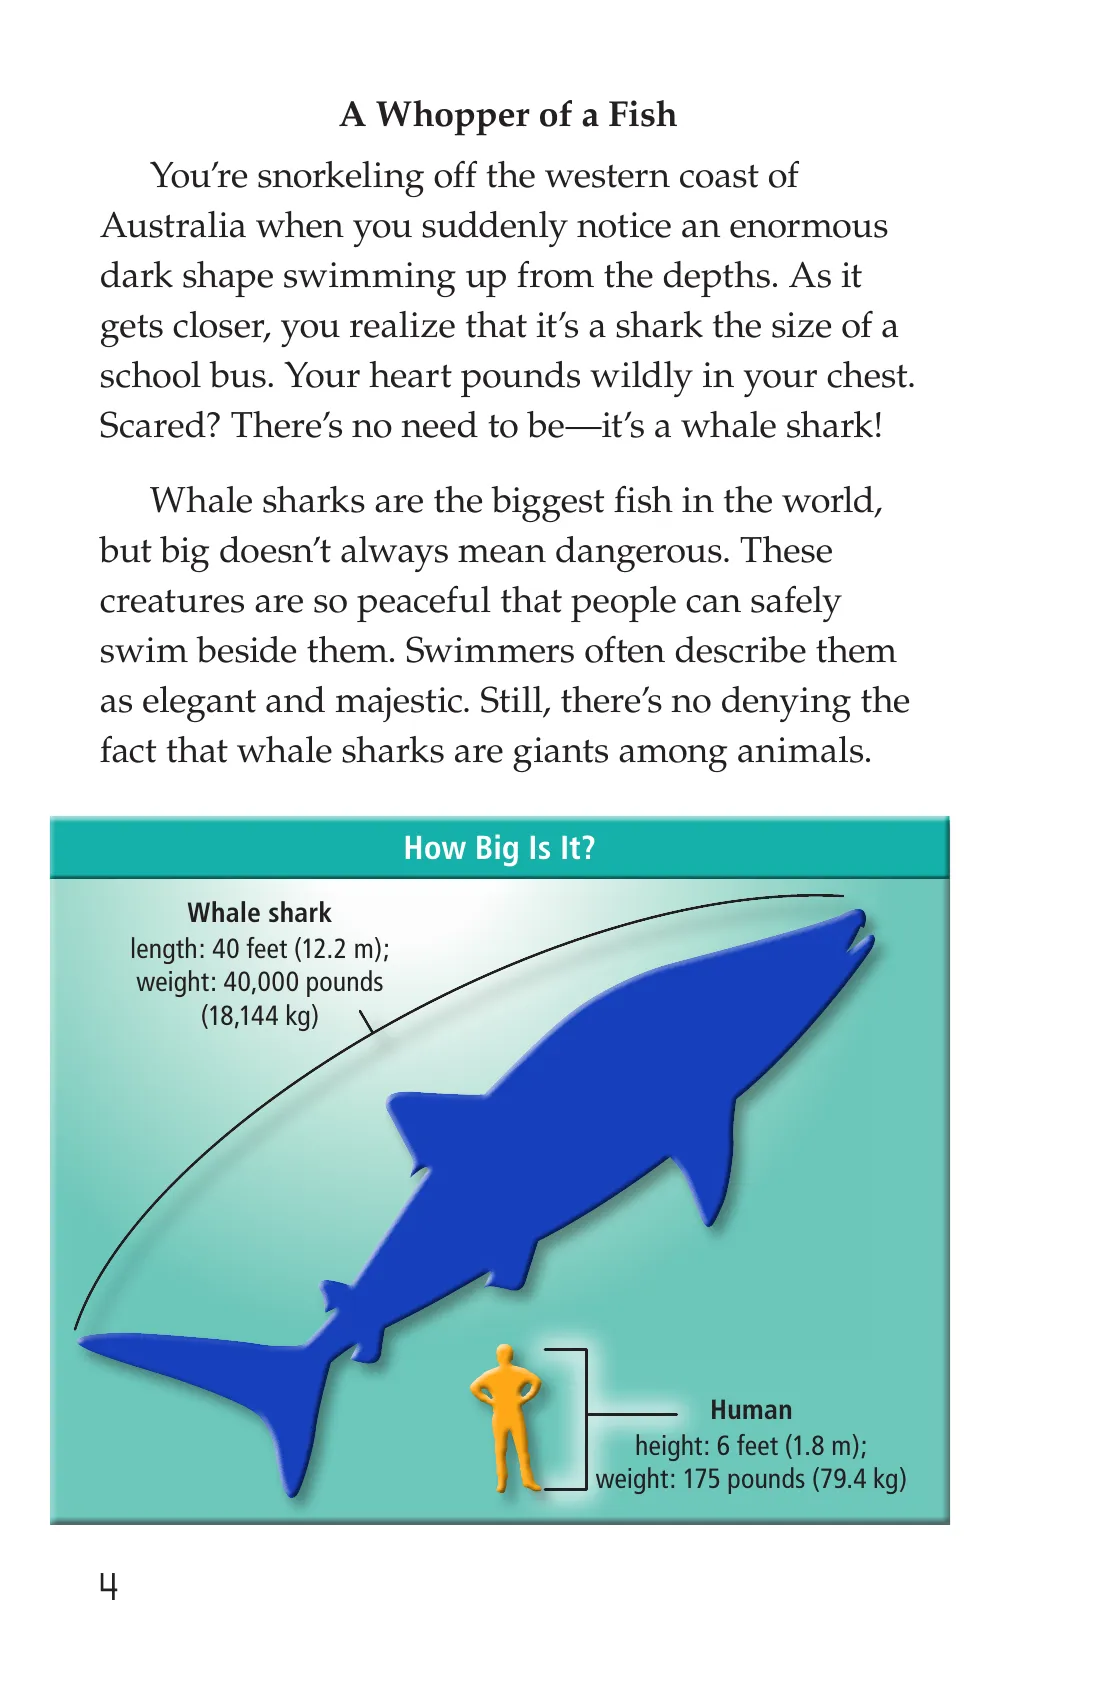 A Whopper of a Fish
You’re snorkeling off the western coast of
Australia when you suddenly notice an enormous
dark shape swimming up from the depths. As it
gets closer, you realize that it’s a shark the size of a
school bus. Your heart pounds wildly in your chest.
Scared? There’s no need to be—it’s a whale shark!
Whale sharks are the biggest fish in the world,
but big doesn’t always mean dangerous. These
creatures are so peaceful that people can safely
swim beside them. Swimmers often describe them
as elegant and majestic. Still, there’s no denying the
fact that whale sharks are giants among animals.
How Big Is It?
Whale shark
length: 40 feet (12.2 m);
weight: 40,000 pounds
(18,144 kg)
Human
height: 6 feet (1.8 m);
weight: 175 pounds (79.4 kg)
4